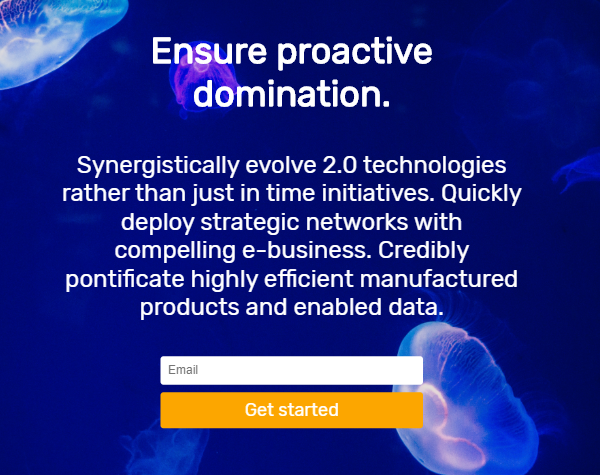 Ensure proactive
domination.
Synergistically evolve 2.0 technologies
rather than just in time initiatives. Quickly
deploy strategic networks with
compelling e-business. Credibly
pontificate highly efficient manufactured
products and enabled data.
Email
Get started